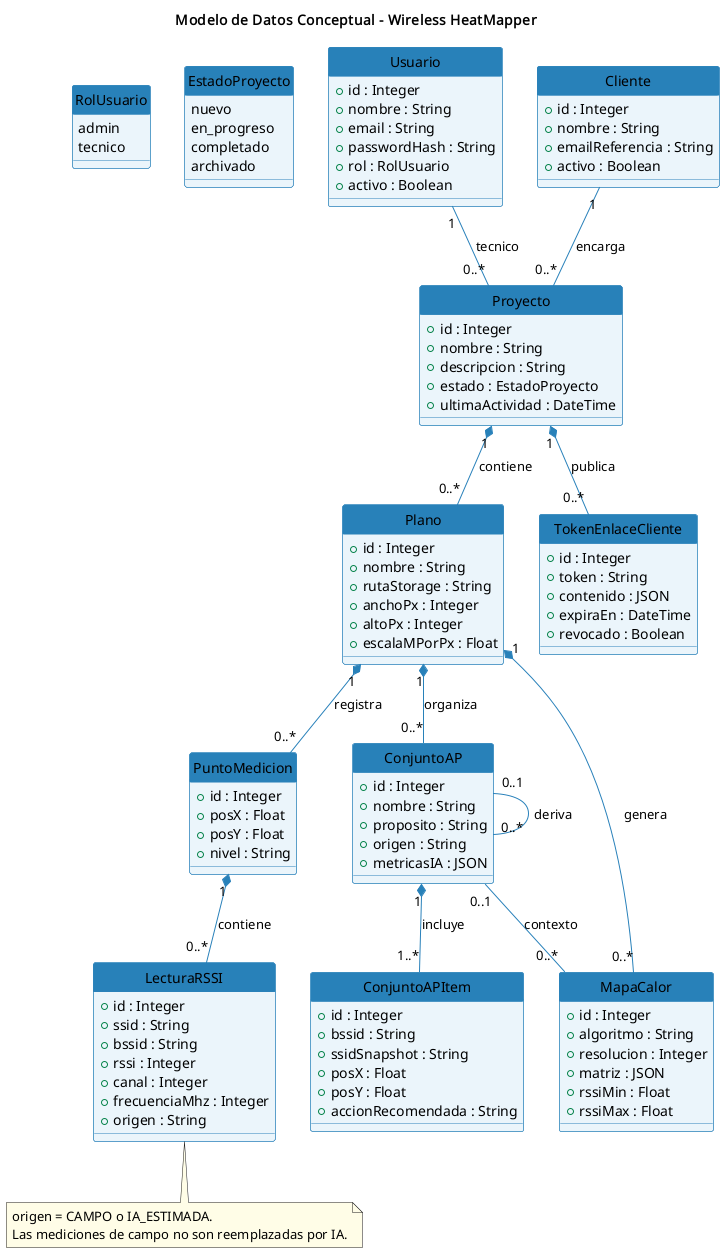 Modelo de Datos Conceptual - Wireless HeatMapper
RolUsuario
admin
tecnico
EstadoProyecto
nuevo
en_progreso
completado
archivado
Usuario
id : Integer
nombre : String
email : String
passwordHash : String
rol : RolUsuario
activo : Boolean
Cliente
id : Integer
nombre : String
emailReferencia : String
activo : Boolean
1
tecnico
0..*
1
encarga
0..*
Proyecto
id : Integer
nombre : String
descripcion : String
estado : EstadoProyecto
ultimaActividad : DateTime
1
contiene
0..*
1
publica
0..*
Plano
id : Integer
nombre : String
rutaStorage : String
anchoPx : Integer
altoPx : Integer
escalaMPorPx : Float
TokenEnlaceCliente
id : Integer
token : String
contenido : JSON
expiraEn : DateTime
revocado : Boolean
1
registra
0..*
1
organiza
0..*
1
genera
0..*
PuntoMedicion
id : Integer
posX : Float
posY : Float
nivel : String
ConjuntoAP
id : Integer
nombre : String
proposito : String
origen : String
metricasIA : JSON
0..1
deriva
0..*
1
contiene
0..*
1
incluye
1..*
0..1
contexto
0..*
LecturaRSSI
id : Integer
ssid : String
bssid : String
rssi : Integer
canal : Integer
frecuenciaMhz : Integer
origen : String
ConjuntoAPItem
id : Integer
bssid : String
ssidSnapshot : String
posX : Float
posY : Float
accionRecomendada : String
MapaCalor
id : Integer
algoritmo : String
resolucion : Integer
matriz : JSON
rssiMin : Float
rssiMax : Float
origen = CAMPO o IA_ESTIMADA.
Las mediciones de campo no son reemplazadas por IA.